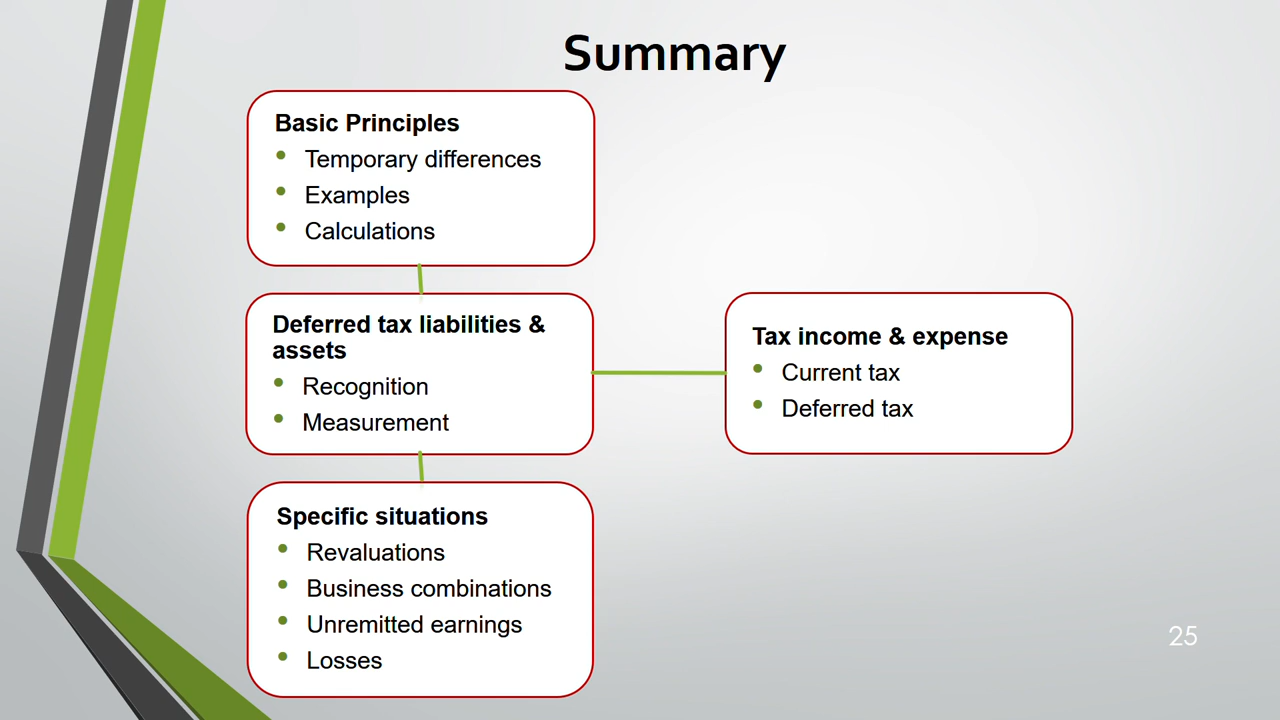 Summary
Basic Principles
• Temporary differences
• Examples
• Calculations
Deferred tax liabilities &
assets
• Recognition
• Measurement
Tax income & expense
• Current tax
• Deferred tax
Specific situations
• Revaluations
• Business combinations
• Unremitted earnings
• Losses
25